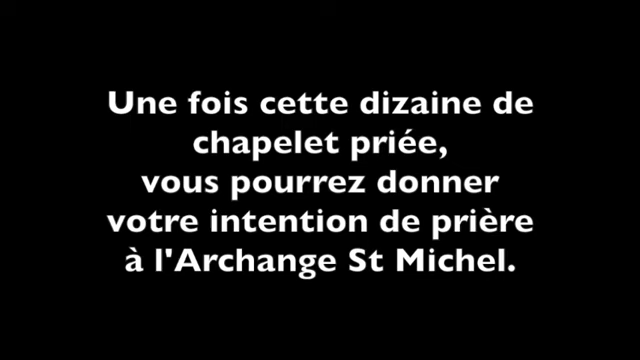 Une fois cette dizaine de
chapelet priée,
vous pourrez donner
votre intention de prière
à l'Archange St Michel.